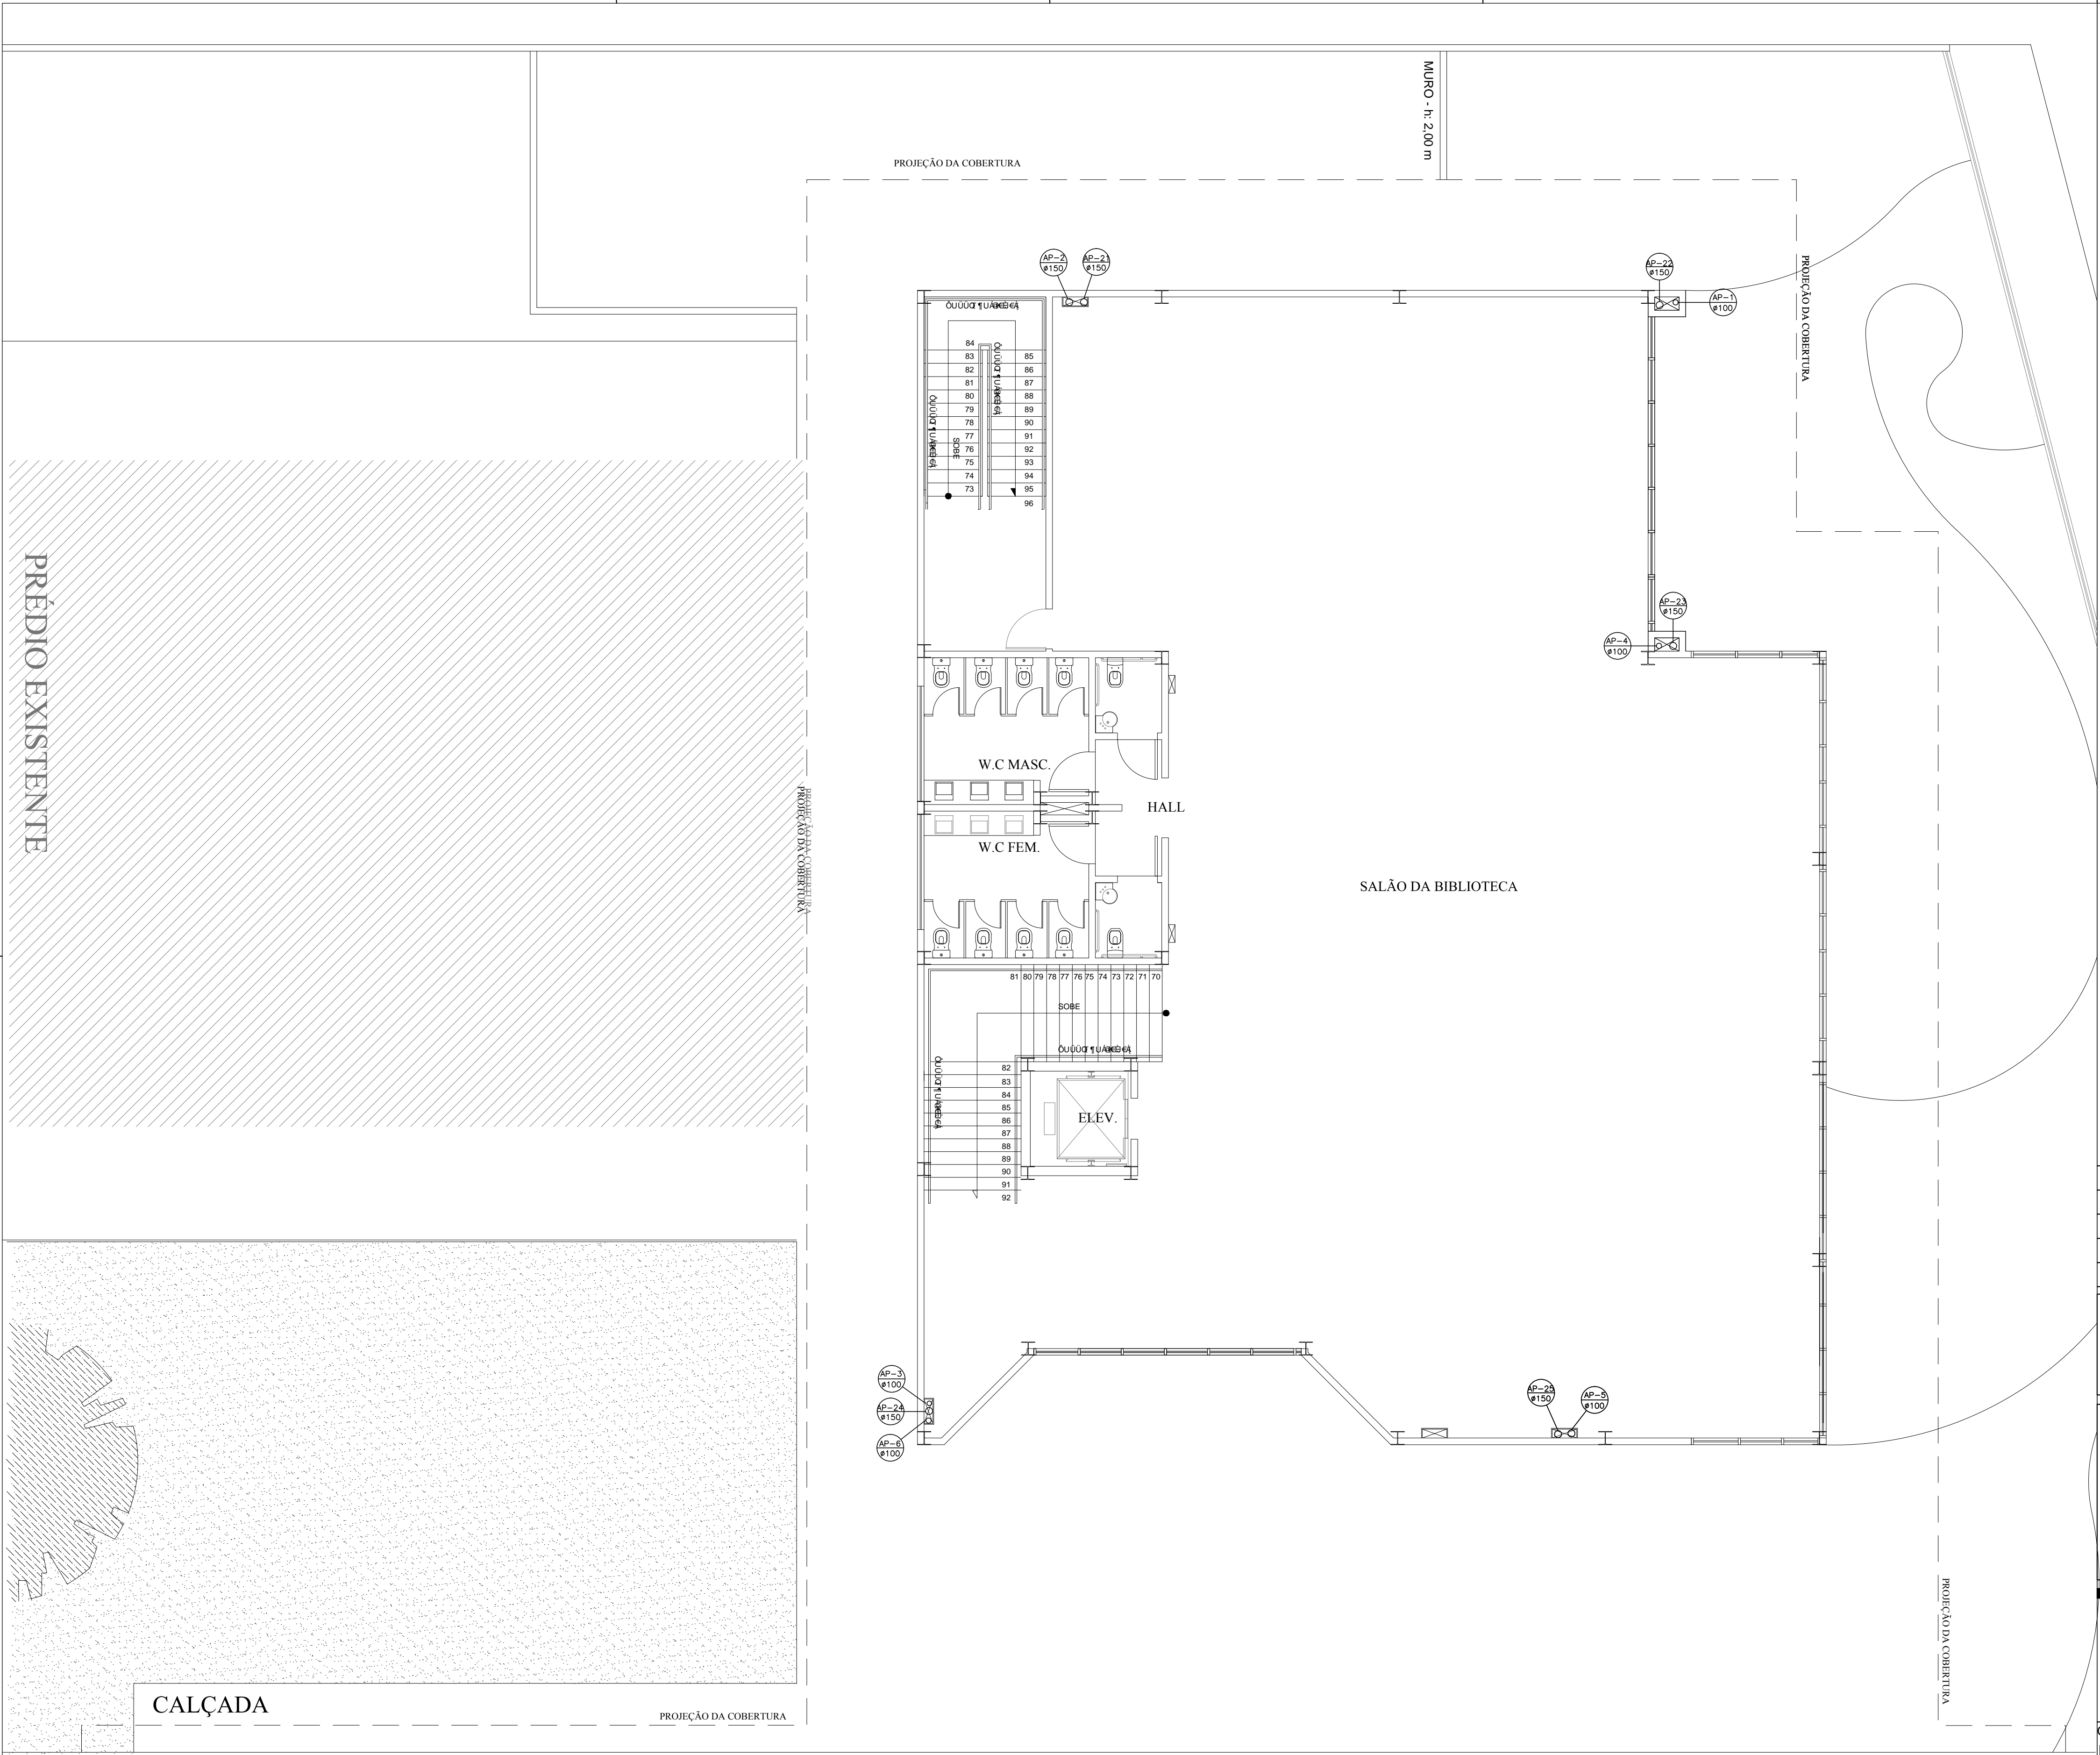 MURO - h: 2,00 m
PROJEÇÃO DA COBERTURA
PROJEÇÃO DA COBERTURA
AP-2
ø150
AP-21
ø150
AP-22
ø150
AP-1
ø100
84
83
82
81
80
79
78
77
76
75
74
73
SOBE
85
86
87
88
89
90
91
92
93
94
95
96
PRÉDIO EXISTENTE
AP-23
ø150
AP-4
ø100
W.C MASC.
HALL
W.C FEM.
PROJEÇÃO DA COBERTURA
PROJEÇÃO DA COBERTURA
SALÃO DA BIBLIOTECA
81 80 79 78 77 76 75 74 73 72 71 70
SOBE
82
83
84
85
86
87
88
89
90
91
92
ELEV.
AP-3
ø100
AP-24
ø150
AP-6
ø100
AP-25
ø150
AP-5
ø100
PROJEÇÃO DA COBERTURA
CALÇADA
PROJEÇÃO DA COBERTURA